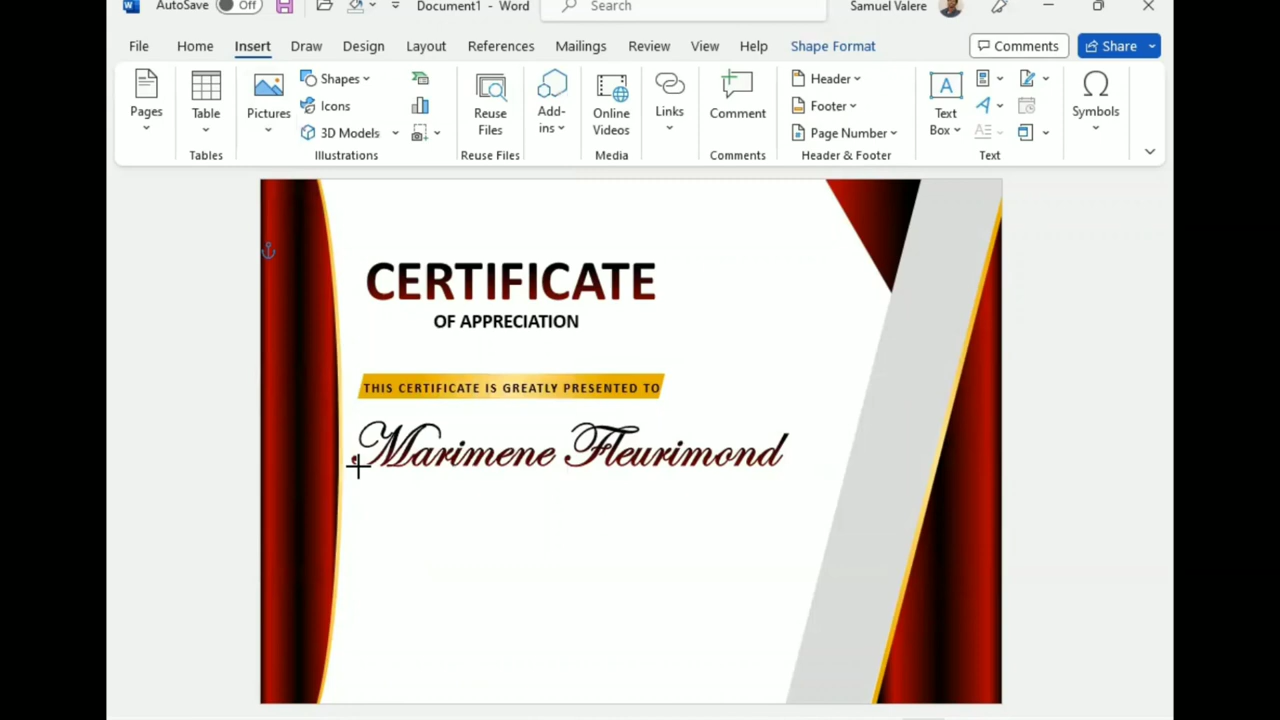 AutoSave Off Document1 - Word Search Samuel Valere
File Home Insert Draw Design Layout References Mailings Review View Help Shape Format Comments Share
Pages
Table
Tables
Pictures
Shapes
Icons
3D Models
Illustrations
Reuse
Files
Reuse Files
Add-
ins
Online
Videos
Media
Links
Comment
Comments
Header
Footer
Page Number
Header & Footer
Text
Box
Text
Symbols
CERTIFICATE
OF APPRECIATION
THIS CERTIFICATE IS GREATLY PRESENTED TO
Marimene Fleurimond